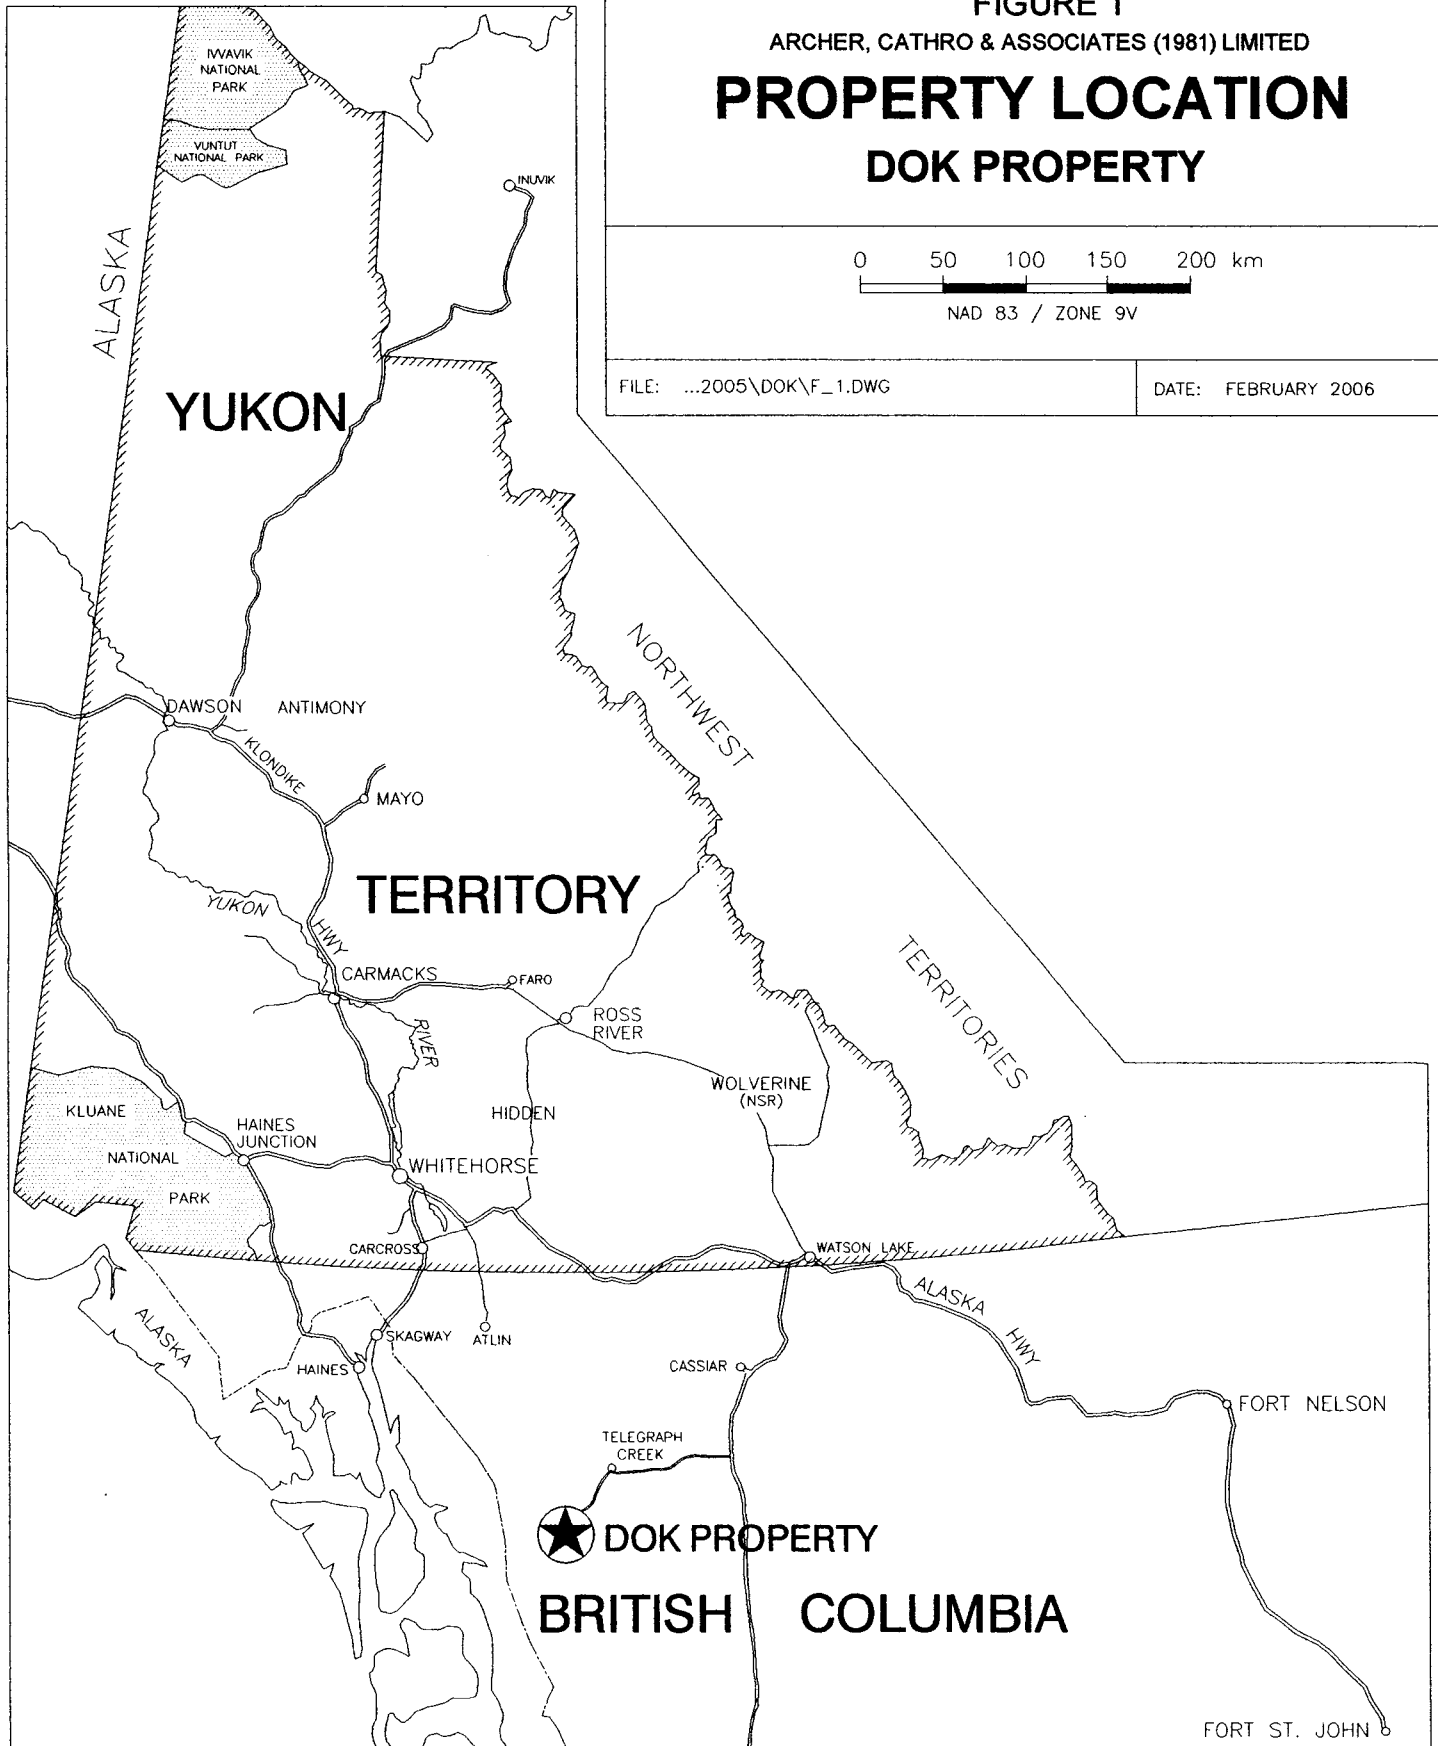 FIGURE 1
ARCHER, CATHRO & ASSOCIATES (1981) LIMITED
PROPERTY LOCATION
DOK PROPERTY
0 50 100 150 200 km
NAD 83 / ZONE 9V
FILE: ...2005\DOK\F_1.DWG
DATE: FEBRUARY 2006
IVVAVIK
NATIONAL
PARK
VUNTUT
NATIONAL PARK
INUVIK
ALASKA
YUKON
NORTHWEST
DAWSON
ANTIMONY
KLONDIKE
MAYO
TERRITORY
YUKON
HWY
TERRITORIES
CARMACKS
FARO
ROSS
RIVER
RIVER
WOLVERINE
(NSR)
KLUANE
NATIONAL
PARK
HIDDEN
HAINES
JUNCTION
WHITEHORSE
CARCROSS
WATSON LAKE
ALASKA
HWY
ALASKA
SKAGWAY
ATLIN
HAINES
CASSIAR
FORT NELSON
TELEGRAPH
CREEK
DOK PROPERTY
BRITISH COLUMBIA
FORT ST. JOHN